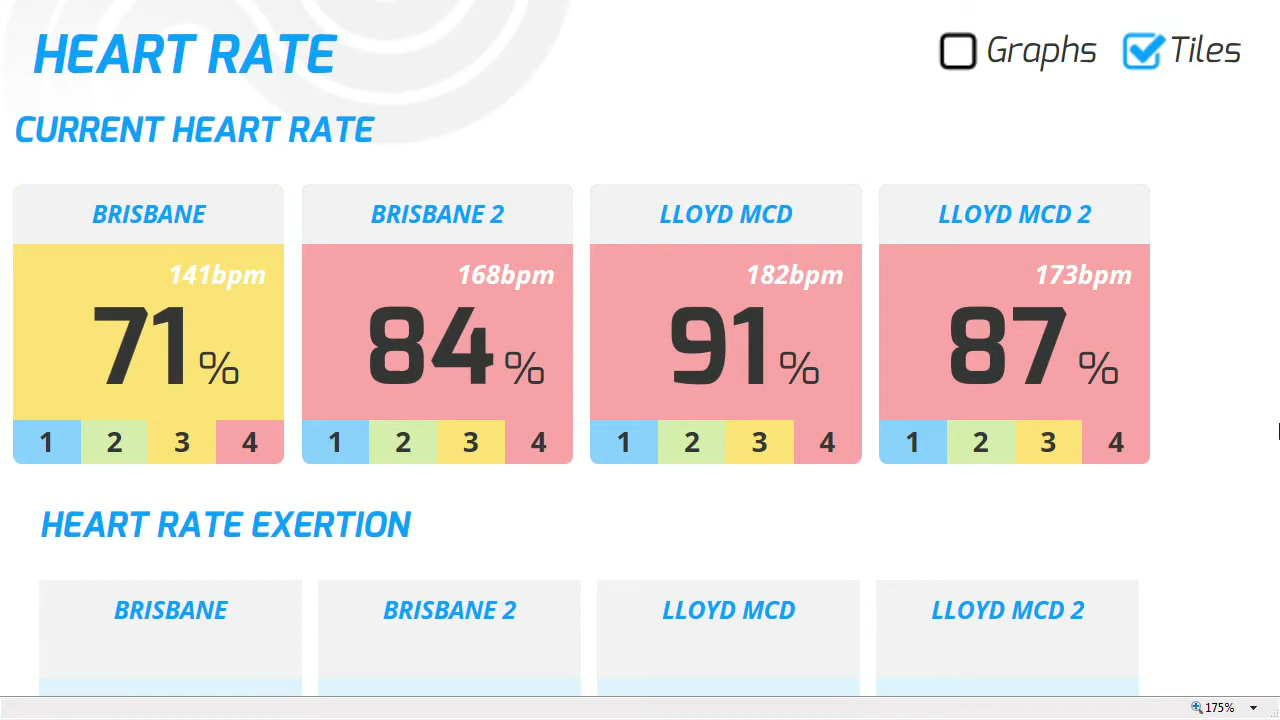 HEART RATE
Graphs
Tiles
CURRENT HEART RATE
BRISBANE
141bpm
71%
1 2 3 4
BRISBANE 2
168bpm
84%
1 2 3 4
LLOYD MCD
182bpm
91%
1 2 3 4
LLOYD MCD 2
173bpm
87%
1 2 3 4
HEART RATE EXERTION
BRISBANE
BRISBANE 2
LLOYD MCD
LLOYD MCD 2
175%